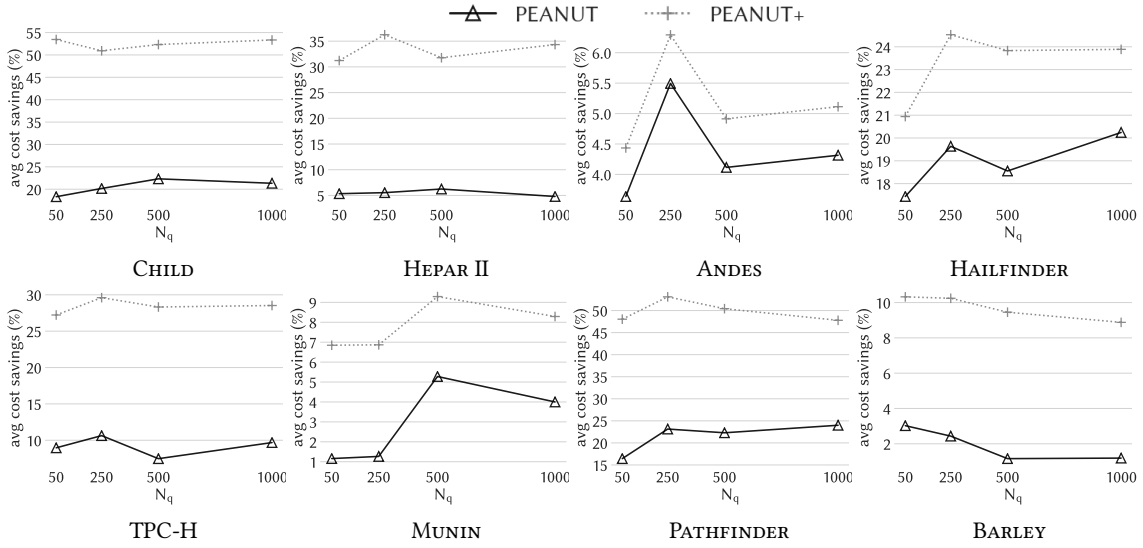 PEANUT PEANUT+
avg cost savings (%)
55
50
45
40
35
30
25
20
50 250 500 1000
Nq
CHILD
avg cost savings (%)
35
30
25
20
15
10
5
50 250 500 1000
Nq
HEPAR II
avg cost savings (%)
6.0
5.5
5.0
4.5
4.0
50 250 500 1000
Nq
ANDES
avg cost savings (%)
24
23
22
21
20
19
18
50 250 500 1000
Nq
HAILFINDER
avg cost savings (%)
30
25
20
15
10
50 250 500 1000
Nq
TPC-H
avg cost savings (%)
9
8
7
6
5
4
3
2
1
50 250 500 1000
Nq
MUNIN
avg cost savings (%)
50
45
40
35
30
25
20
15
50 250 500 1000
Nq
PATHFINDER
avg cost savings (%)
10
8
6
4
2
50 250 500 1000
Nq
BARLEY